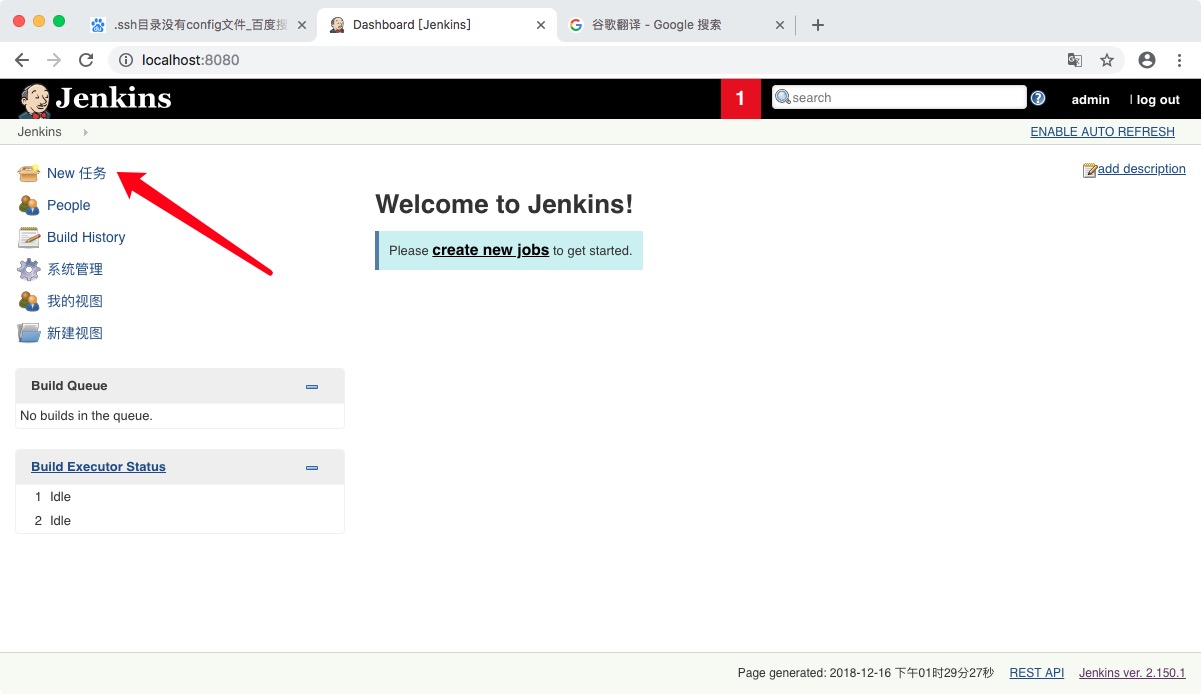 .ssh目录没有config文件_百度搜
Dashboard [Jenkins]
谷歌翻译 - Google 搜索
localhost:8080
Jenkins
1
search
admin
| log out
Jenkins
ENABLE AUTO REFRESH
New 任务
People
Build History
系统管理
我的视图
新建视图
add description
Welcome to Jenkins!
Please create new jobs to get started.
Build Queue
No builds in the queue.
Build Executor Status
1 Idle
2 Idle
Page generated: 2018-12-16 下午01时29分27秒 REST API Jenkins ver. 2.150.1